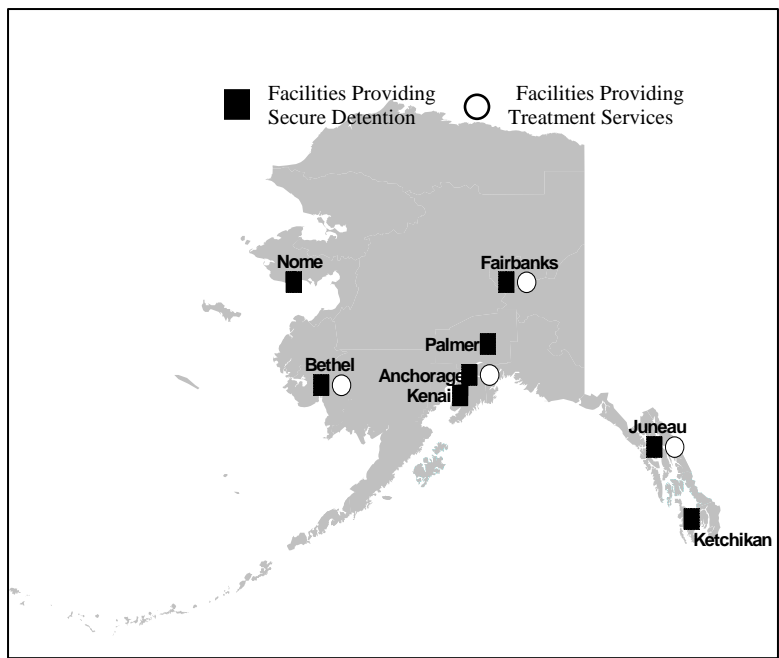 Facilities Providing
Secure Detention
Facilities Providing
Treatment Services
Nome
Fairbanks
Palmer
Bethel
Anchorage
Kenai
Juneau
Ketchikan